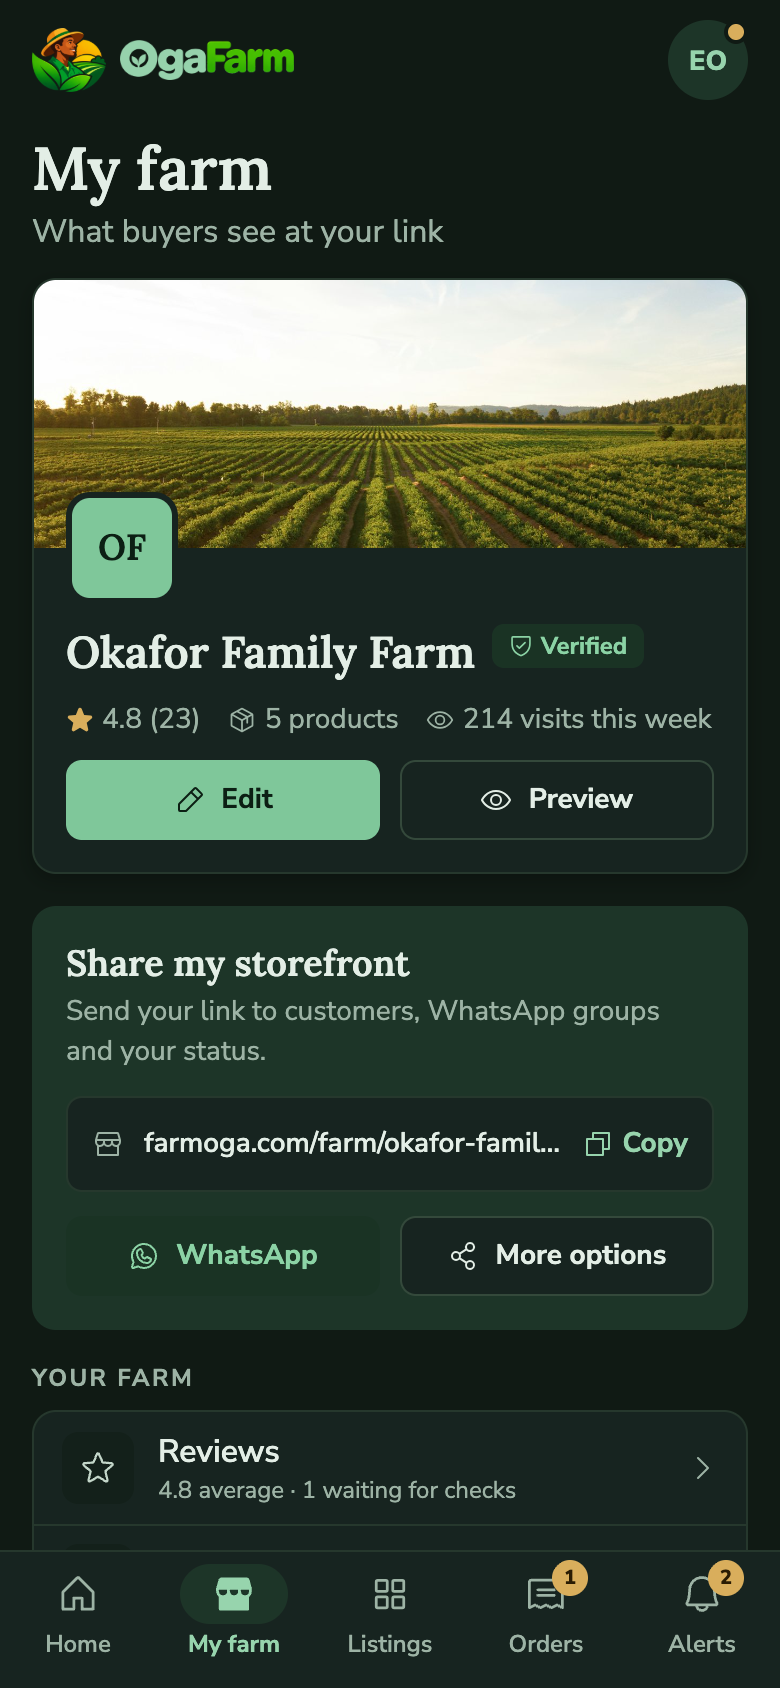 OgaFarm
EO
My farm
What buyers see at your link
OF
Okafor Family Farm
Verified
4.8 (23)
5 products
214 visits this week
Edit
Preview
Share my storefront
Send your link to customers, WhatsApp groups
and your status.
farmoga.com/farm/okafor-famil...
Copy
WhatsApp
More options
YOUR FARM
Reviews
4.8 average · 1 waiting for checks
1
2
Home
My farm
Listings
Orders
Alerts